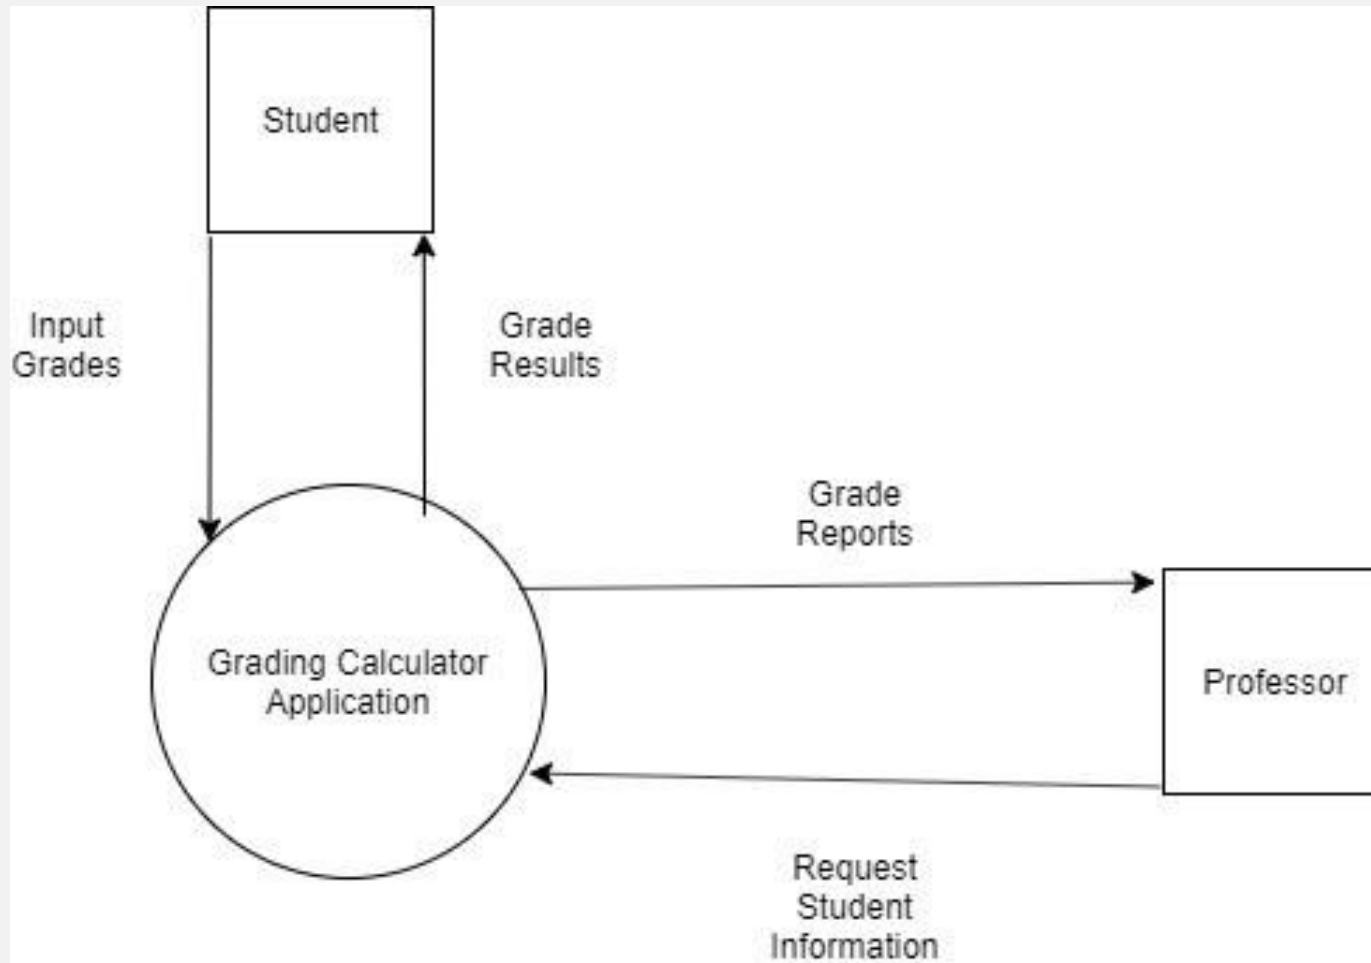 Student
Input
Grades
Grade
Results
Grade
Reports
Grading Calculator
Application
Professor
Request
Student
Information